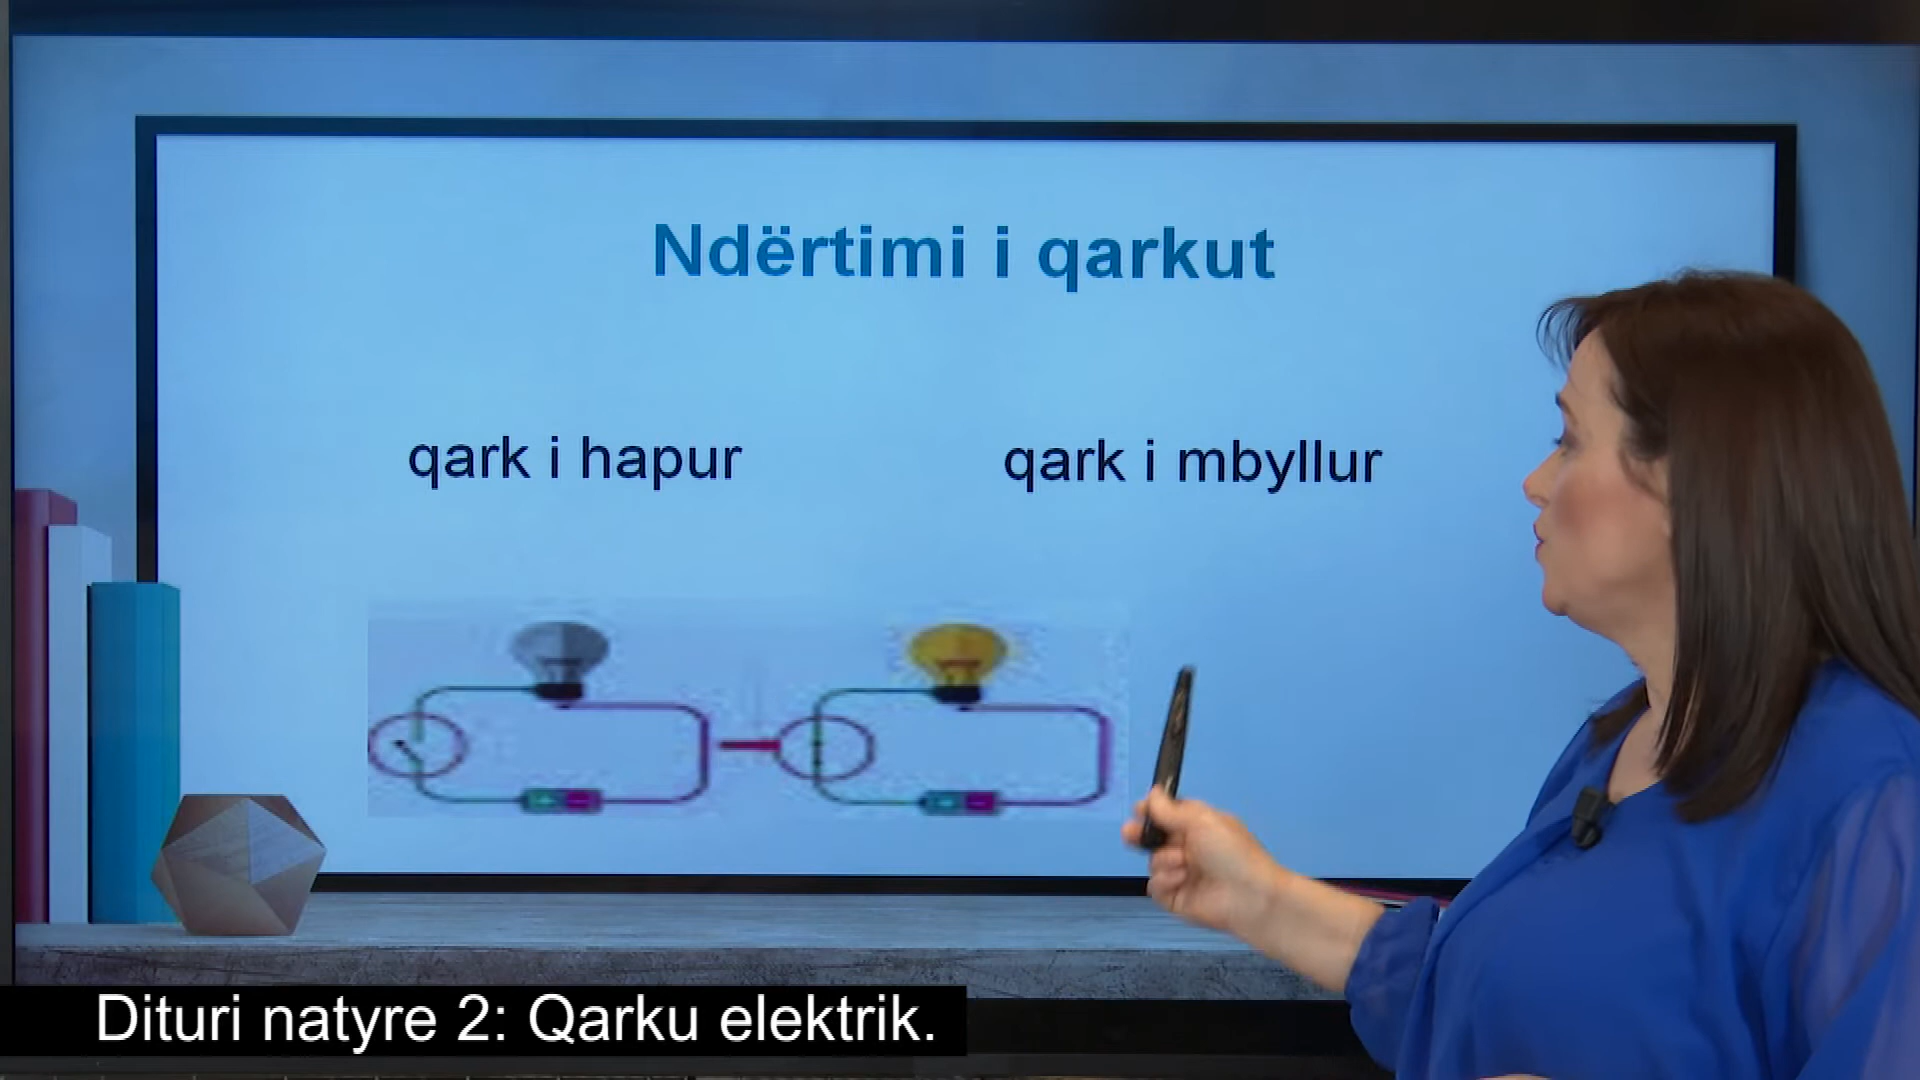 Ndërtimi i qarkut
qark i hapur
qark i mbyllur
Dituri natyre 2: Qarku elektrik.